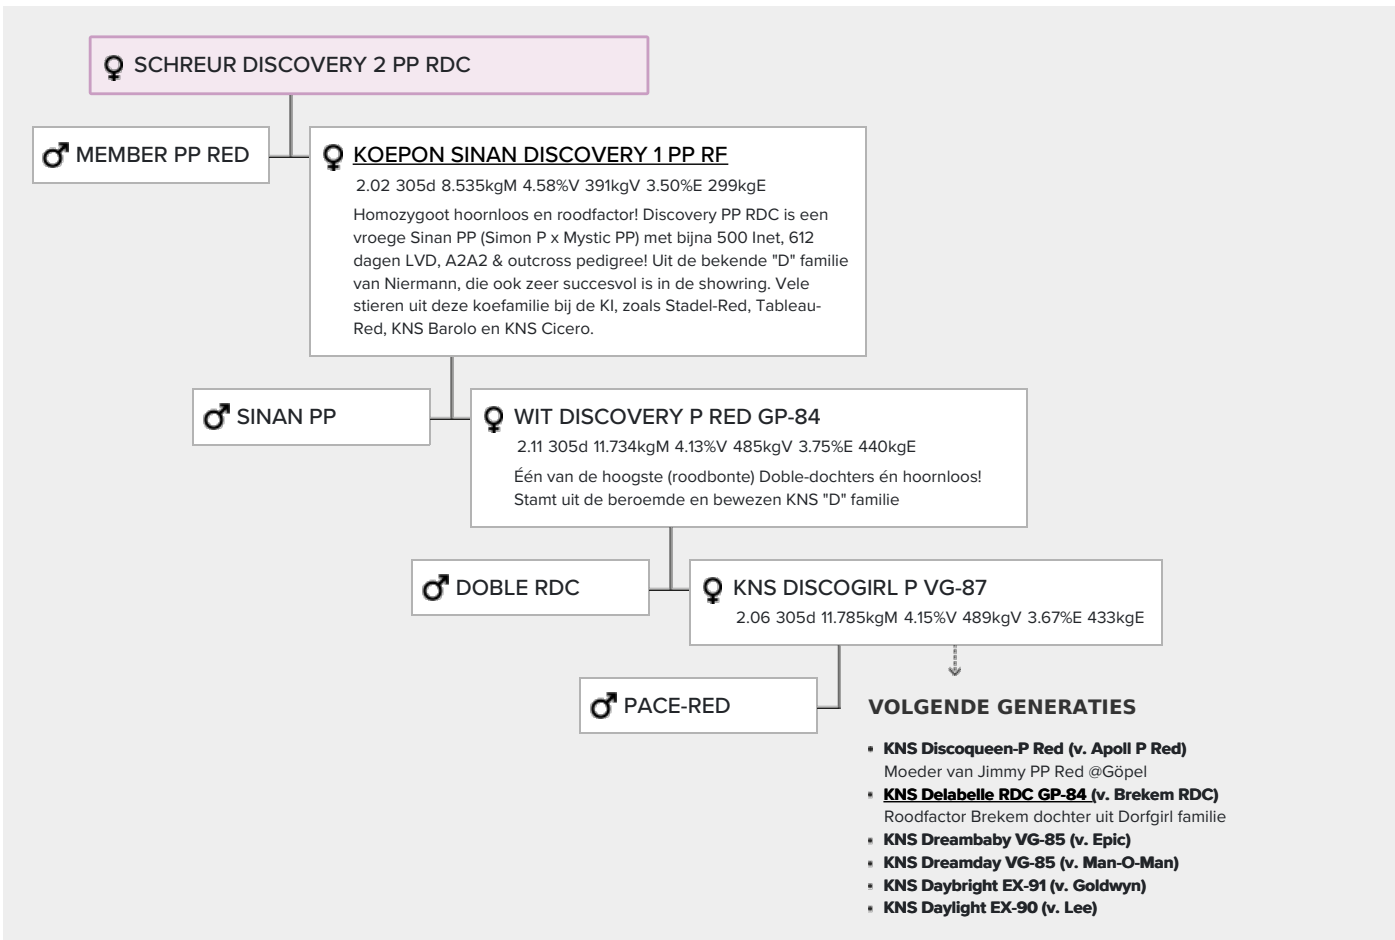 SCHREUR DISCOVERY 2 PP RDC
MEMBER PP RED
KOEPON SINAN DISCOVERY 1 PP RF
2.02 305d 8.535kgM 4.58%V 391kgV 3.50%E 299kgE
Homozygoot hoornloos en roodfactor! Discovery PP RDC is een
vroege Sinan PP (Simon P x Mystic PP) met bijna 500 Inet, 612
dagen LVD, A2A2 & outcross pedigree! Uit de bekende "D" familie
van Niermann, die ook zeer succesvol is in de showring. Vele
stieren uit deze koefamilie bij de KI, zoals Stadel-Red, Tableau-
Red, KNS Barolo en KNS Cicero.
SINAN PP
WIT DISCOVERY P RED GP-84
2.11 305d 11.734kgM 4.13%V 485kgV 3.75%E 440kgE
Één van de hoogste (roodbonte) Doble-dochters én hoornloos!
Stamt uit de beroemde en bewezen KNS "D" familie
DOBLE RDC
KNS DISCOGIRL P VG-87
2.06 305d 11.785kgM 4.15%V 489kgV 3.67%E 433kgE
PACE-RED
VOLGENDE GENERATIES
KNS Discoqueen-P Red (v. Apoll P Red)
Moeder van Jimmy PP Red @Göpel
KNS Delabelle RDC GP-84 (v. Brekem RDC)
Roodfactor Brekem dochter uit Dorfgirl familie
KNS Dreambaby VG-85 (v. Epic)
KNS Dreamday VG-85 (v. Man-O-Man)
KNS Daybright EX-91 (v. Goldwyn)
KNS Daylight EX-90 (v. Lee)